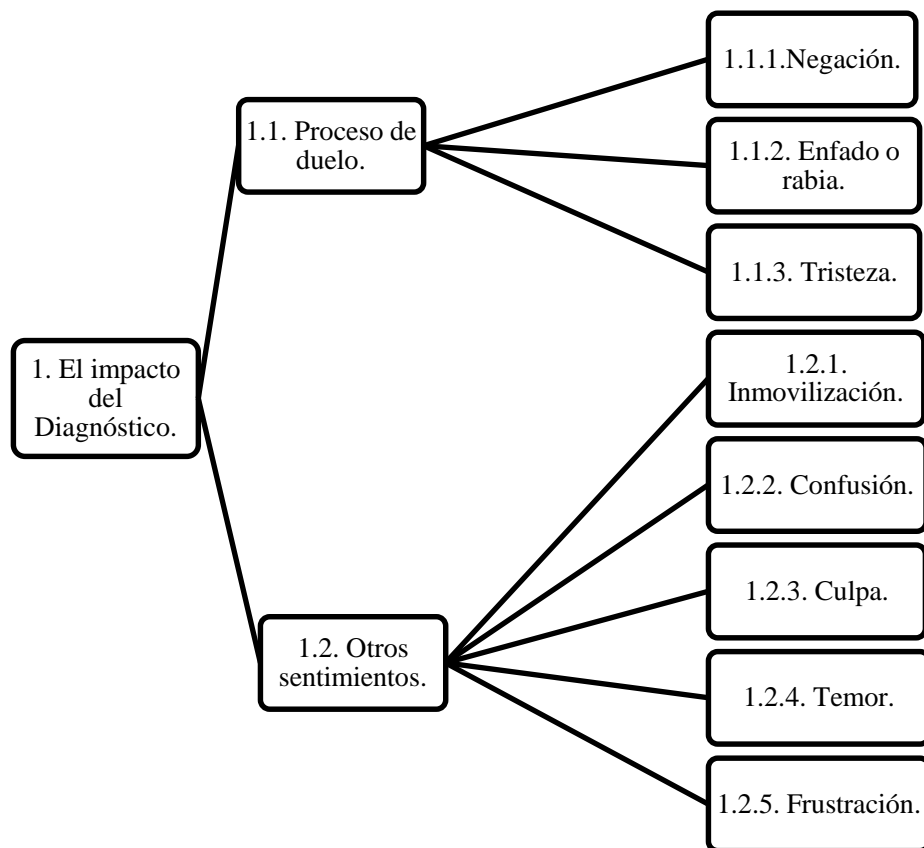 1. El impacto
del
Diagnóstico.
1.1. Proceso de
duelo.
1.1.1.Negación.
1.1.2. Enfado o
rabia.
1.1.3. Tristeza.
1.2. Otros
sentimientos.
1.2.1.
Inmovilización.
1.2.2. Confusión.
1.2.3. Culpa.
1.2.4. Temor.
1.2.5. Frustración.